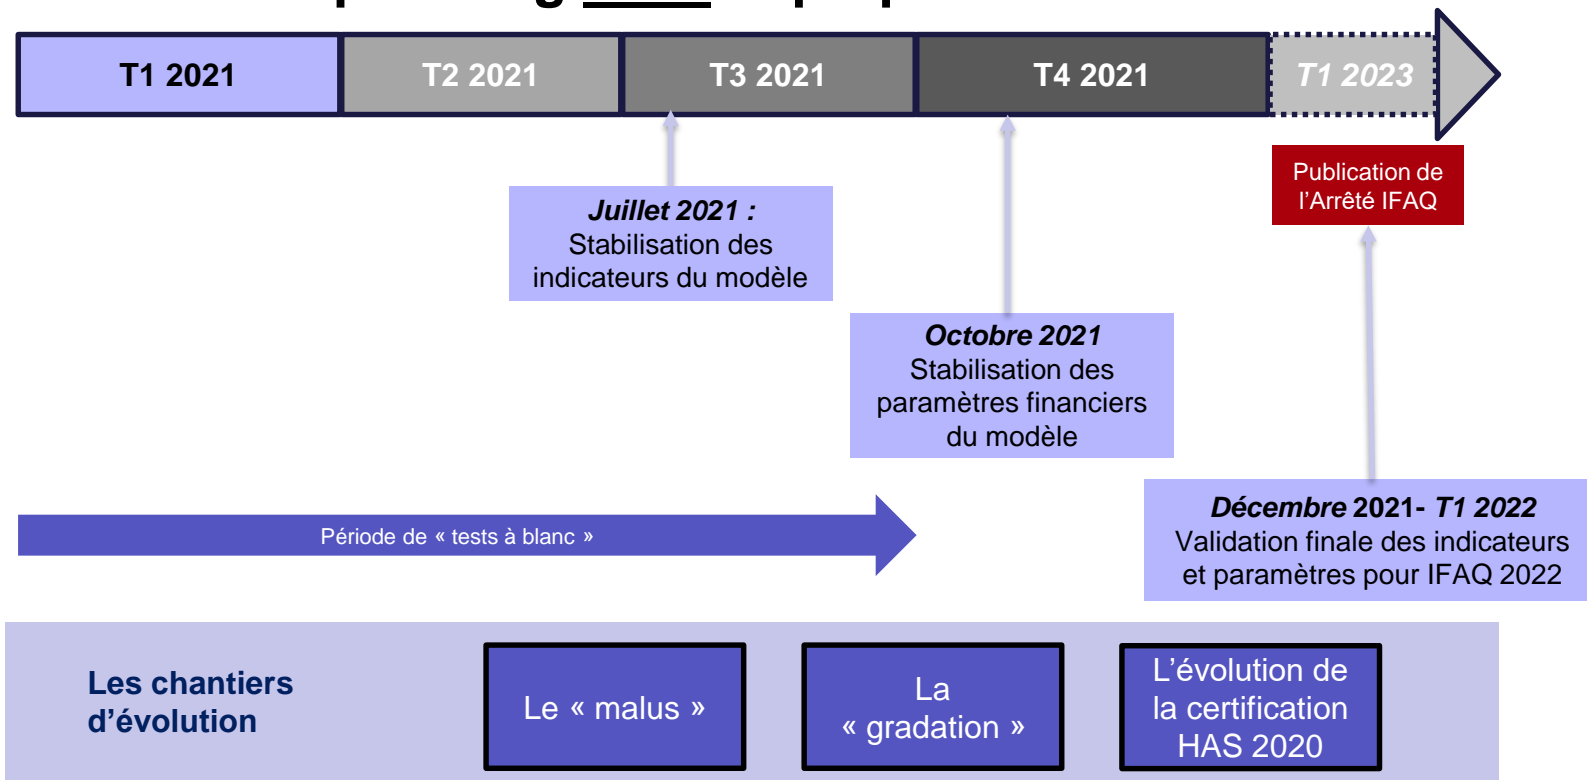 T1 2021
T2 2021
T3 2021
T4 2021
T1 2023
Publication de
l’Arrêté IFAQ
Juillet 2021 :
Stabilisation des
indicateurs du modèle
Octobre 2021
Stabilisation des
paramètres financiers
du modèle
Décembre 2021- T1 2022
Validation finale des indicateurs
et paramètres pour IFAQ 2022
Période de « tests à blanc »
Les chantiers
d’évolution
Le « malus »
La
« gradation »
L’évolution de
la certification
HAS 2020